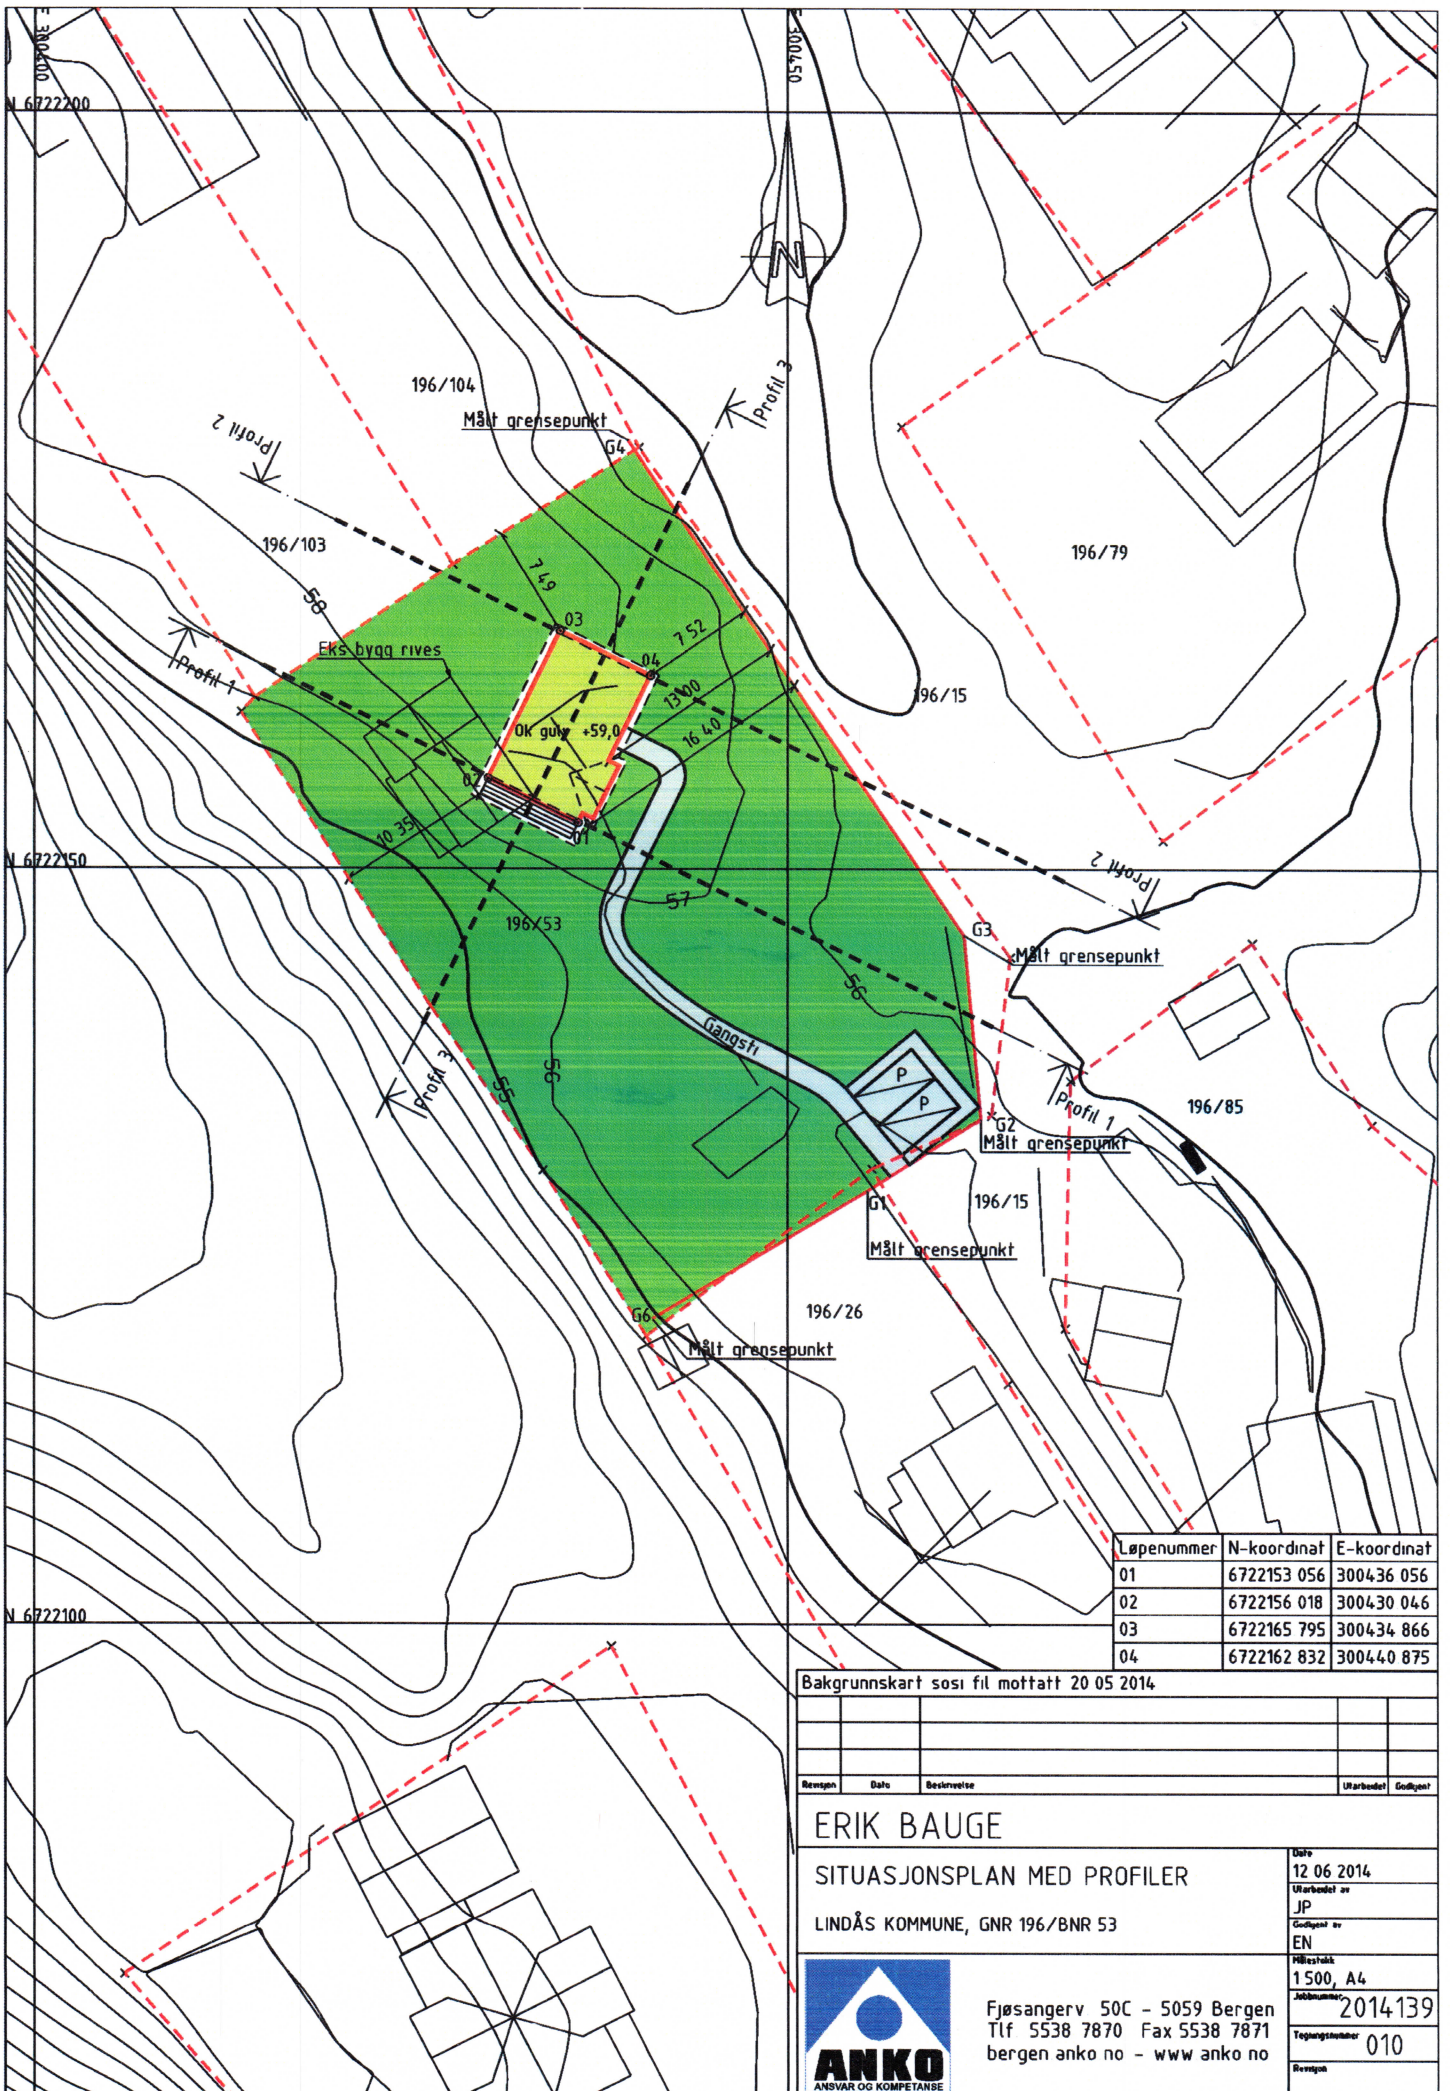 E 300400
E 300450
N 6722200
196/104
Målt grensepunkt
G4
Profil 3
Profil 2
196/103
58
7 49
03
196/79
Eks bygg rives
Profil 1
04
7 52
13 00
16 40
196/15
Ok gulv +59,0
02
10 35
01
N 6722150
57
196/53
Profil 2
G3
Målt grensepunkt
56
Gangsti
55
56
Profil 3
P
P
Profil 1
196/85
G2
Målt grensepunkt
G1
196/15
Målt grensepunkt
G6
196/26
Målt grensepunkt
N 6722100
Løpenummer N-koordinat E-koordinat
01 6722153 056 300436 056
02 6722156 018 300430 046
03 6722165 795 300434 866
04 6722162 832 300440 875
Bakgrunnskart sosi fil mottatt 20 05 2014
Revisjon Dato Beskrivelse Utarbeidet Godkjent
ERIK BAUGE
SITUASJONSPLAN MED PROFILER
LINDÅS KOMMUNE, GNR 196/BNR 53
Dato
12 06 2014
Utarbeidet av
JP
Godkjent av
EN
Målestokk
1 500, A4
Jobbnummer
2014139
Tegningsnummer
010
Revisjon
Fjøsangerv 50C - 5059 Bergen
Tlf 5538 7870 Fax 5538 7871
bergen anko no - www anko no
ANKO
ANSVAR OG KOMPETANSE
N